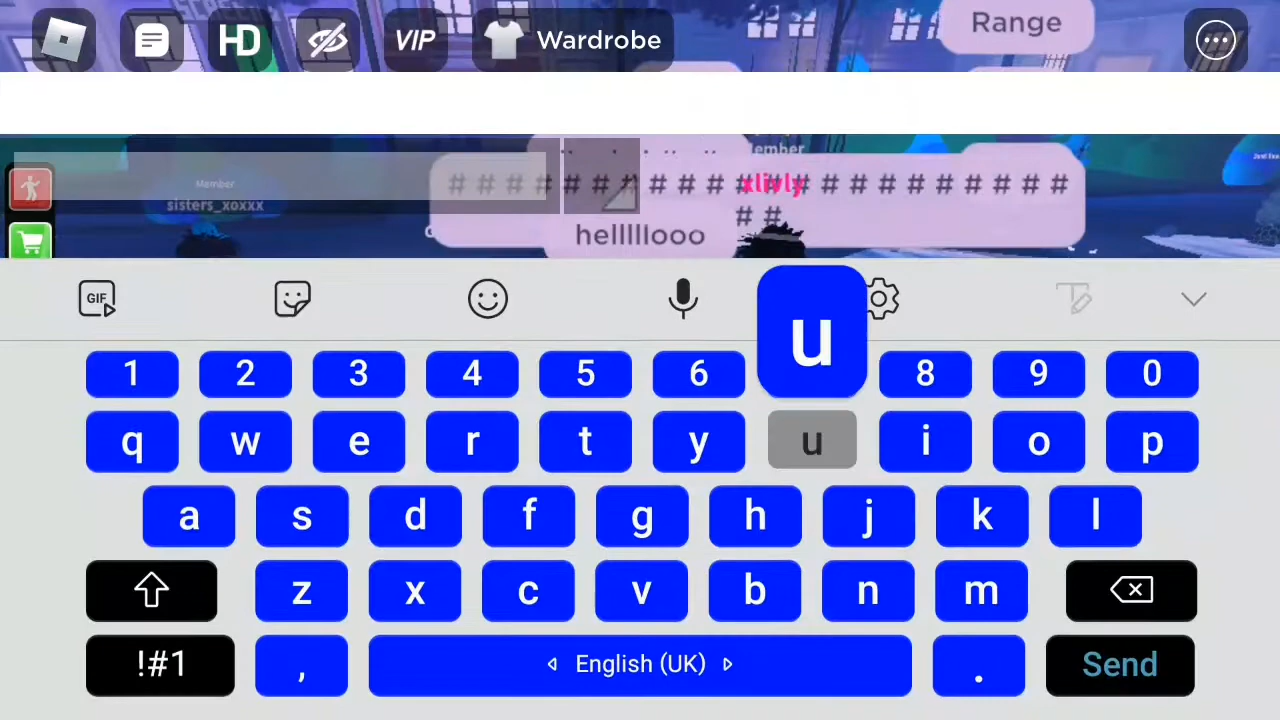 HD
VIP
Wardrobe
Range
Member
sisters_xoxxx
######################
xlivly
##
helllllooo
GIF
u
1 2 3 4 5 6 8 9 0
q w e r t y u i o p
a s d f g h j k l
z x c v b n m
!#1 , English (UK) . Send